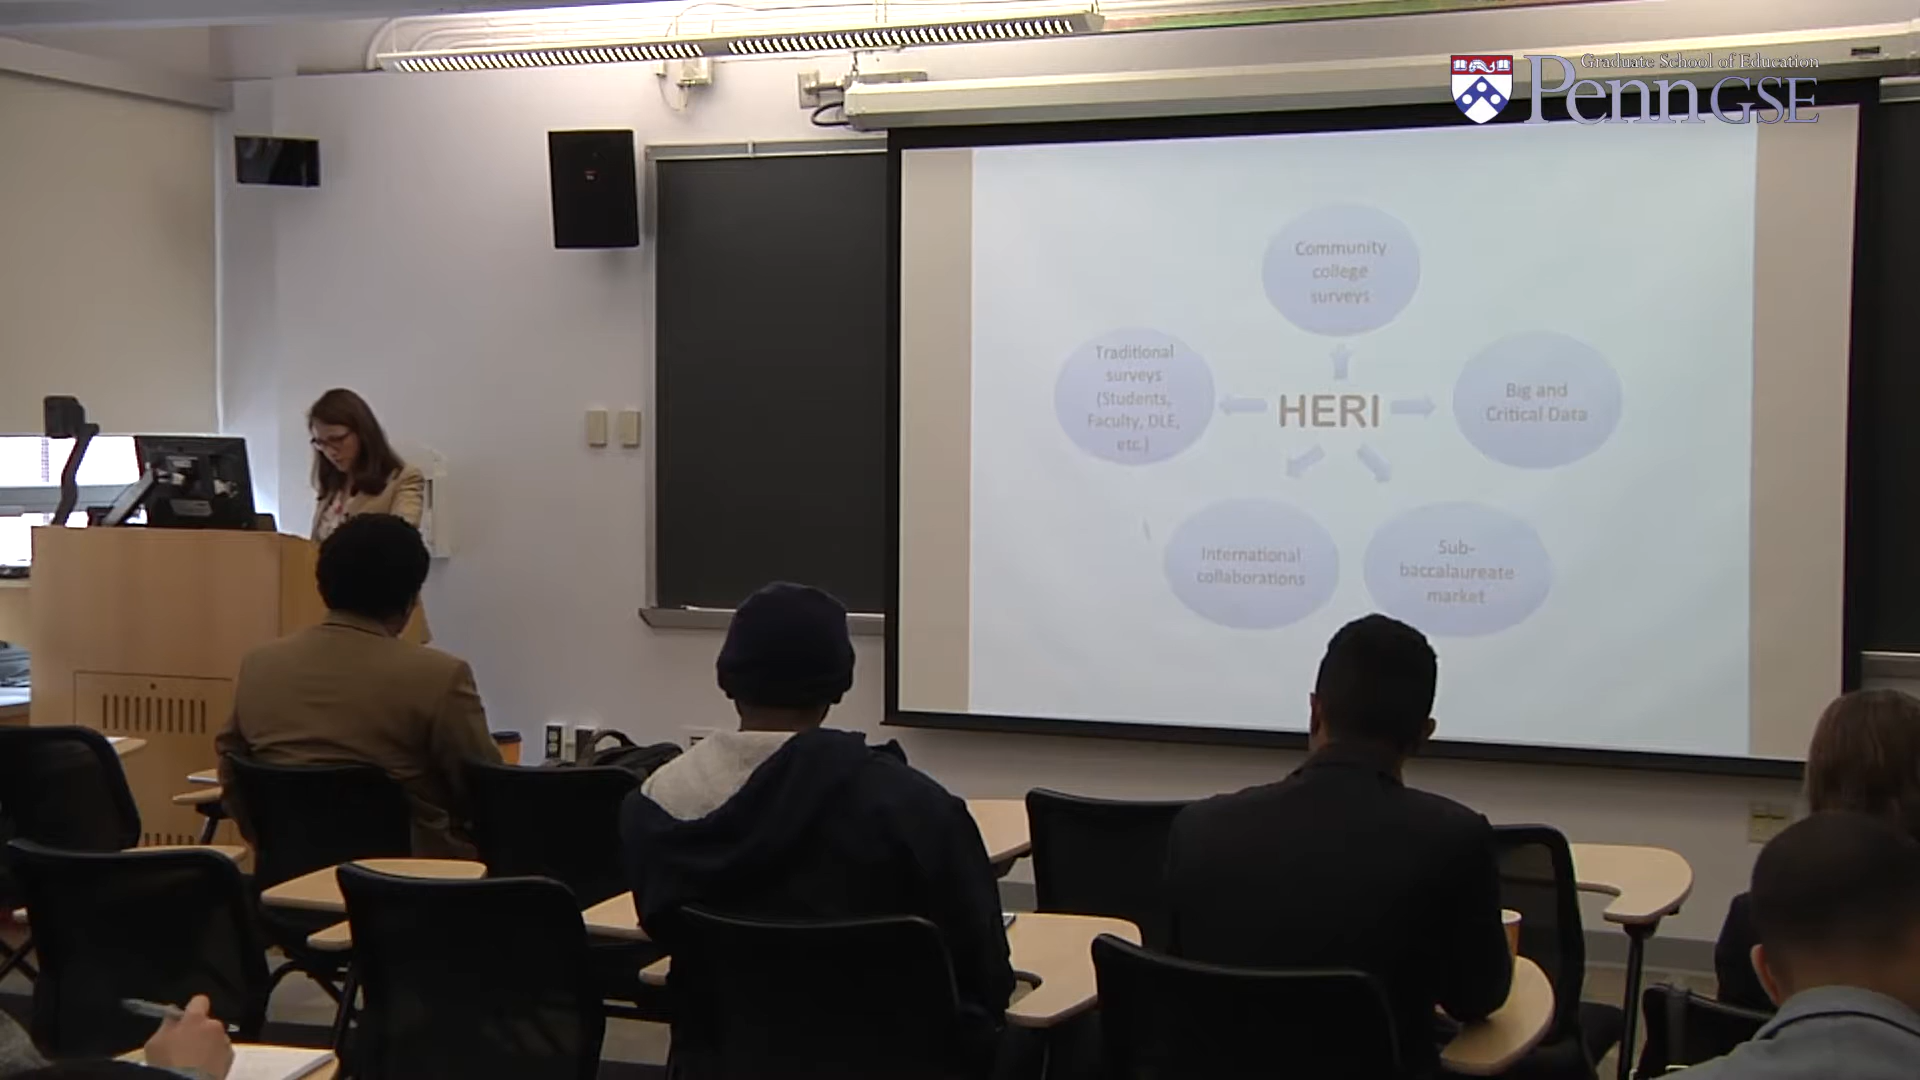 Graduate School of Education
PennGSE
Community
college
surveys
Traditional
surveys
(Students,
Faculty, DLE,
etc.)
HERI
Big and
Critical Data
International
collaborations
Sub-
baccalaureate
market